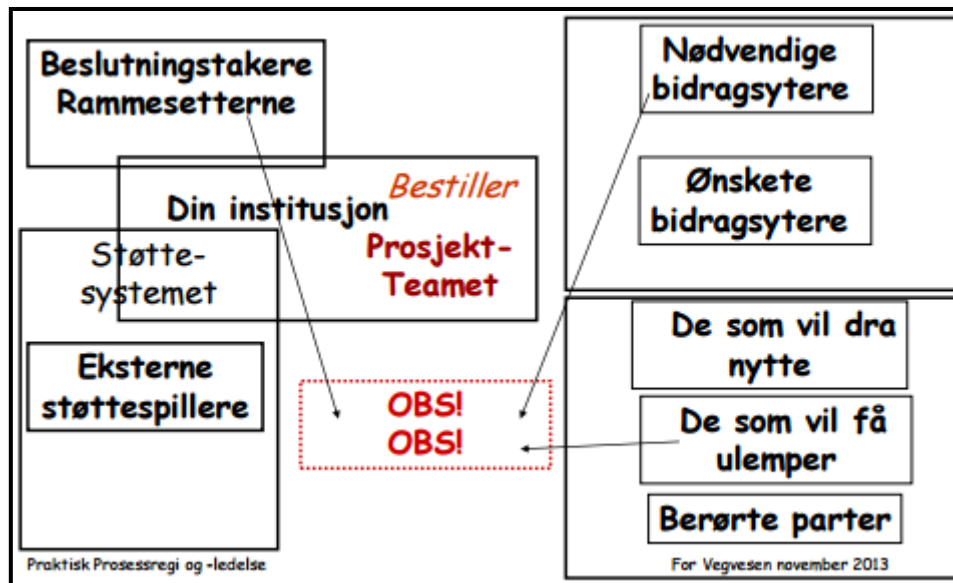 Beslutningstakere
Rammesetterne
Bestiller
Din institusjon
Prosjekt-
Teamet
Støtte-
systemet
Eksterne
støttespillere
OBS!
OBS!
Nødvendige
bidragsytere
Ønskete
bidragsytere
De som vil dra
nytte
De som vil få
ulemper
Berørte parter
Praktisk Prosessregi og -ledelse
For Vegvesen november 2013